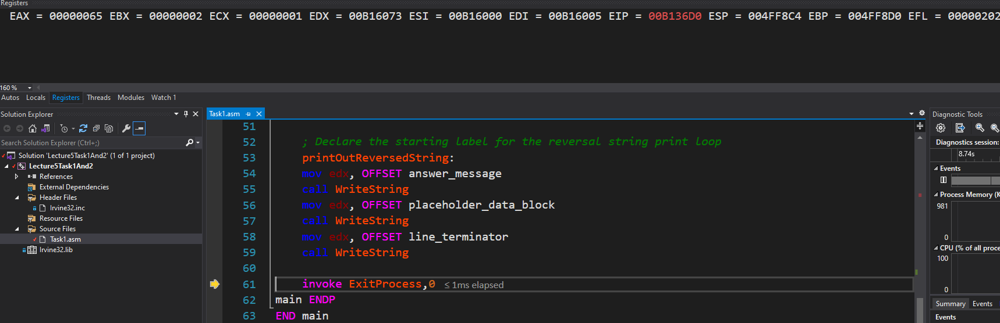 Registers
EAX = 00000065 EBX = 00000002 ECX = 00000001 EDX = 00B16073 ESI = 00B16000 EDI = 00B16005 EIP = 00B136D0 ESP = 004FF8C4 EBP = 004FF8D0 EFL = 00000202
160 %
Autos Locals Registers Threads Modules Watch 1
Solution Explorer
Search Solution Explorer (Ctrl+;)
Solution 'Lecture5Task1And2' (1 of 1 project)
Lecture5Task1And2
References
External Dependencies
Header Files
Irvine32.inc
Resource Files
Source Files
Task1.asm
Irvine32.lib
Task1.asm
51
52 ; Declare the starting label for the reversal string print loop
53 printOutReversedString:
54 mov edx, OFFSET answer_message
55 call WriteString
56 mov edx, OFFSET placeholder_data_block
57 call WriteString
58 mov edx, OFFSET line_terminator
59 call WriteString
60
61 invoke ExitProcess,0 ≤ 1ms elapsed
62 main ENDP
63 END main
Diagnostic Tools
Diagnostics session:
8.74s
Events
Process Memory (K
981
0
CPU (% of all proce
100
0
Summary Events
Events